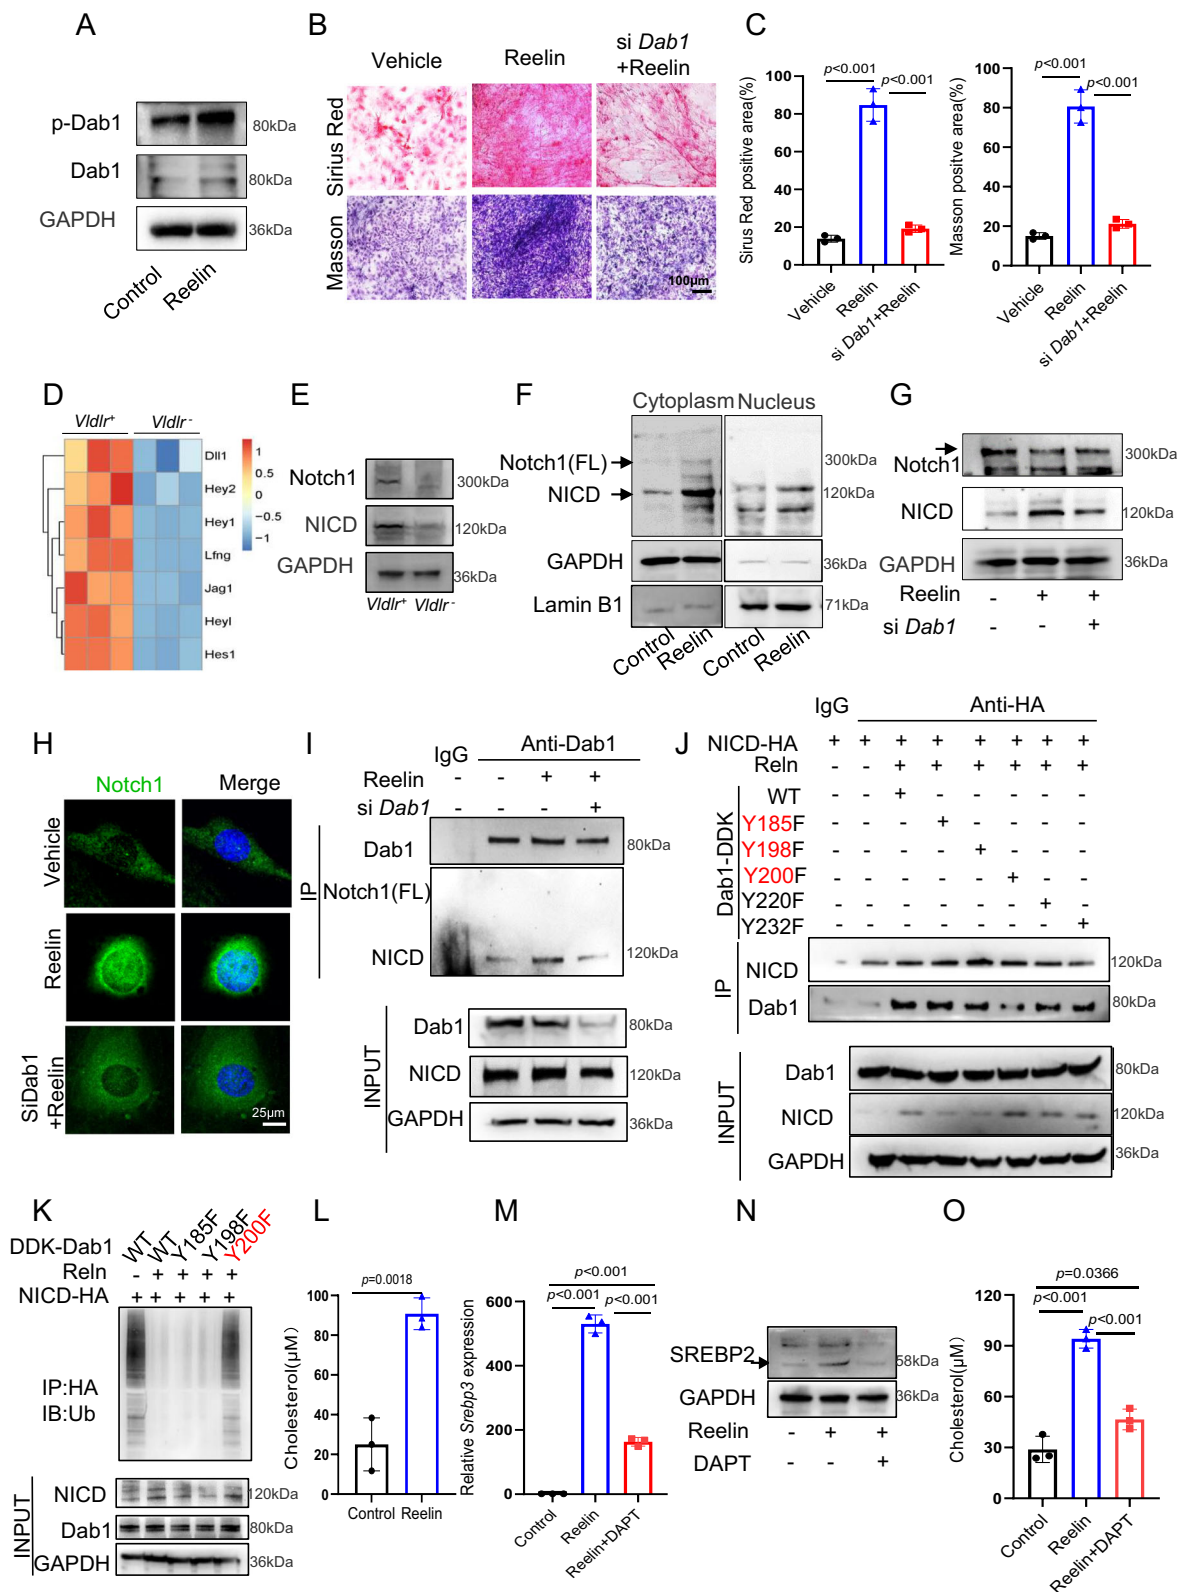 A
p-Dab1
80kDa
Dab1
80kDa
GAPDH
36kDa
Control
Reelin
B
Vehicle
Reelin
si Dab1
+Reelin
Sirius Red
Masson
100μm
C
Sirus Red positive area(%)
100
80
60
40
20
0
p<0.001
p<0.001
Vehicle
Reelin
si Dab1+Reelin
Masson positive area(%)
100
80
60
40
20
0
p<0.001
p<0.001
Vehicle
Reelin
si Dab1+Reelin
D
Vldlr+ Vldlr-
1
0.5
0
−0.5
−1
Dll1
Hey2
Hey1
Lfng
Jag1
Heyl
Hes1
E
Notch1
300kDa
NICD
120kDa
GAPDH
36kDa
Vldlr+ Vldlr-
F
Cytoplasm Nucleus
Notch1(FL)
300kDa
NICD
120kDa
GAPDH
36kDa
Lamin B1
71kDa
Control
Reelin
Control
Reelin
G
Notch1
300kDa
NICD
120kDa
GAPDH
36kDa
Reelin - + +
si Dab1 - - +
H
Notch1 Merge
Vehicle
Reelin
SiDab1
+Reelin
25μm
I
IgG Anti-Dab1
Reelin - - + +
si Dab1 - - - +
IP
Dab1
80kDa
Notch1(FL)
NICD
120kDa
INPUT
Dab1
80kDa
NICD
120kDa
GAPDH
36kDa
J
IgG Anti-HA
NICD-HA + + + + + + + +
Reln - - + + + + + +
Dab1-DDK
WT - - + - - - - -
Y185F - - - + - - - -
Y198F - - - - + - - -
Y200F - - - - - + - -
Y220F - - - - - - + -
Y232F - - - - - - - +
IP
NICD
120kDa
Dab1
80kDa
INPUT
Dab1
80kDa
NICD
120kDa
GAPDH
36kDa
K
DDK-Dab1 WT WT Y185F Y198F Y200F
Reln - + + + +
NICD-HA + + + + +
IP:HA
IB:Ub
INPUT
NICD
120kDa
Dab1
80kDa
GAPDH
36kDa
L
Cholesterol(μM)
100
80
60
40
20
0
p=0.0018
Control Reelin
M
Relative Srebp3 expression
600
400
200
0
p<0.001
p<0.001
p<0.001
Control
Reelin
Reelin+DAPT
N
SREBP2
58kDa
GAPDH
36kDa
Reelin - + +
DAPT - - +
O
Cholesterol(μM)
120
90
60
30
0
p=0.0366
p<0.001
p<0.001
Control
Reelin
Reelin+DAPT